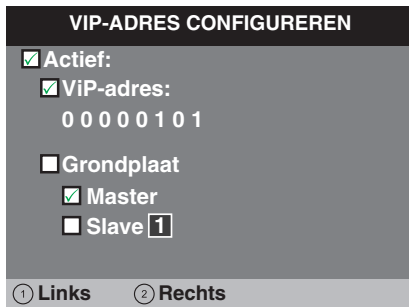 VIP-ADRES CONFIGUREREN
Actief:
ViP-adres:
0 0 0 0 0 1 0 1
Grondplaat
Master
Slave 1
1 Links 2 Rechts